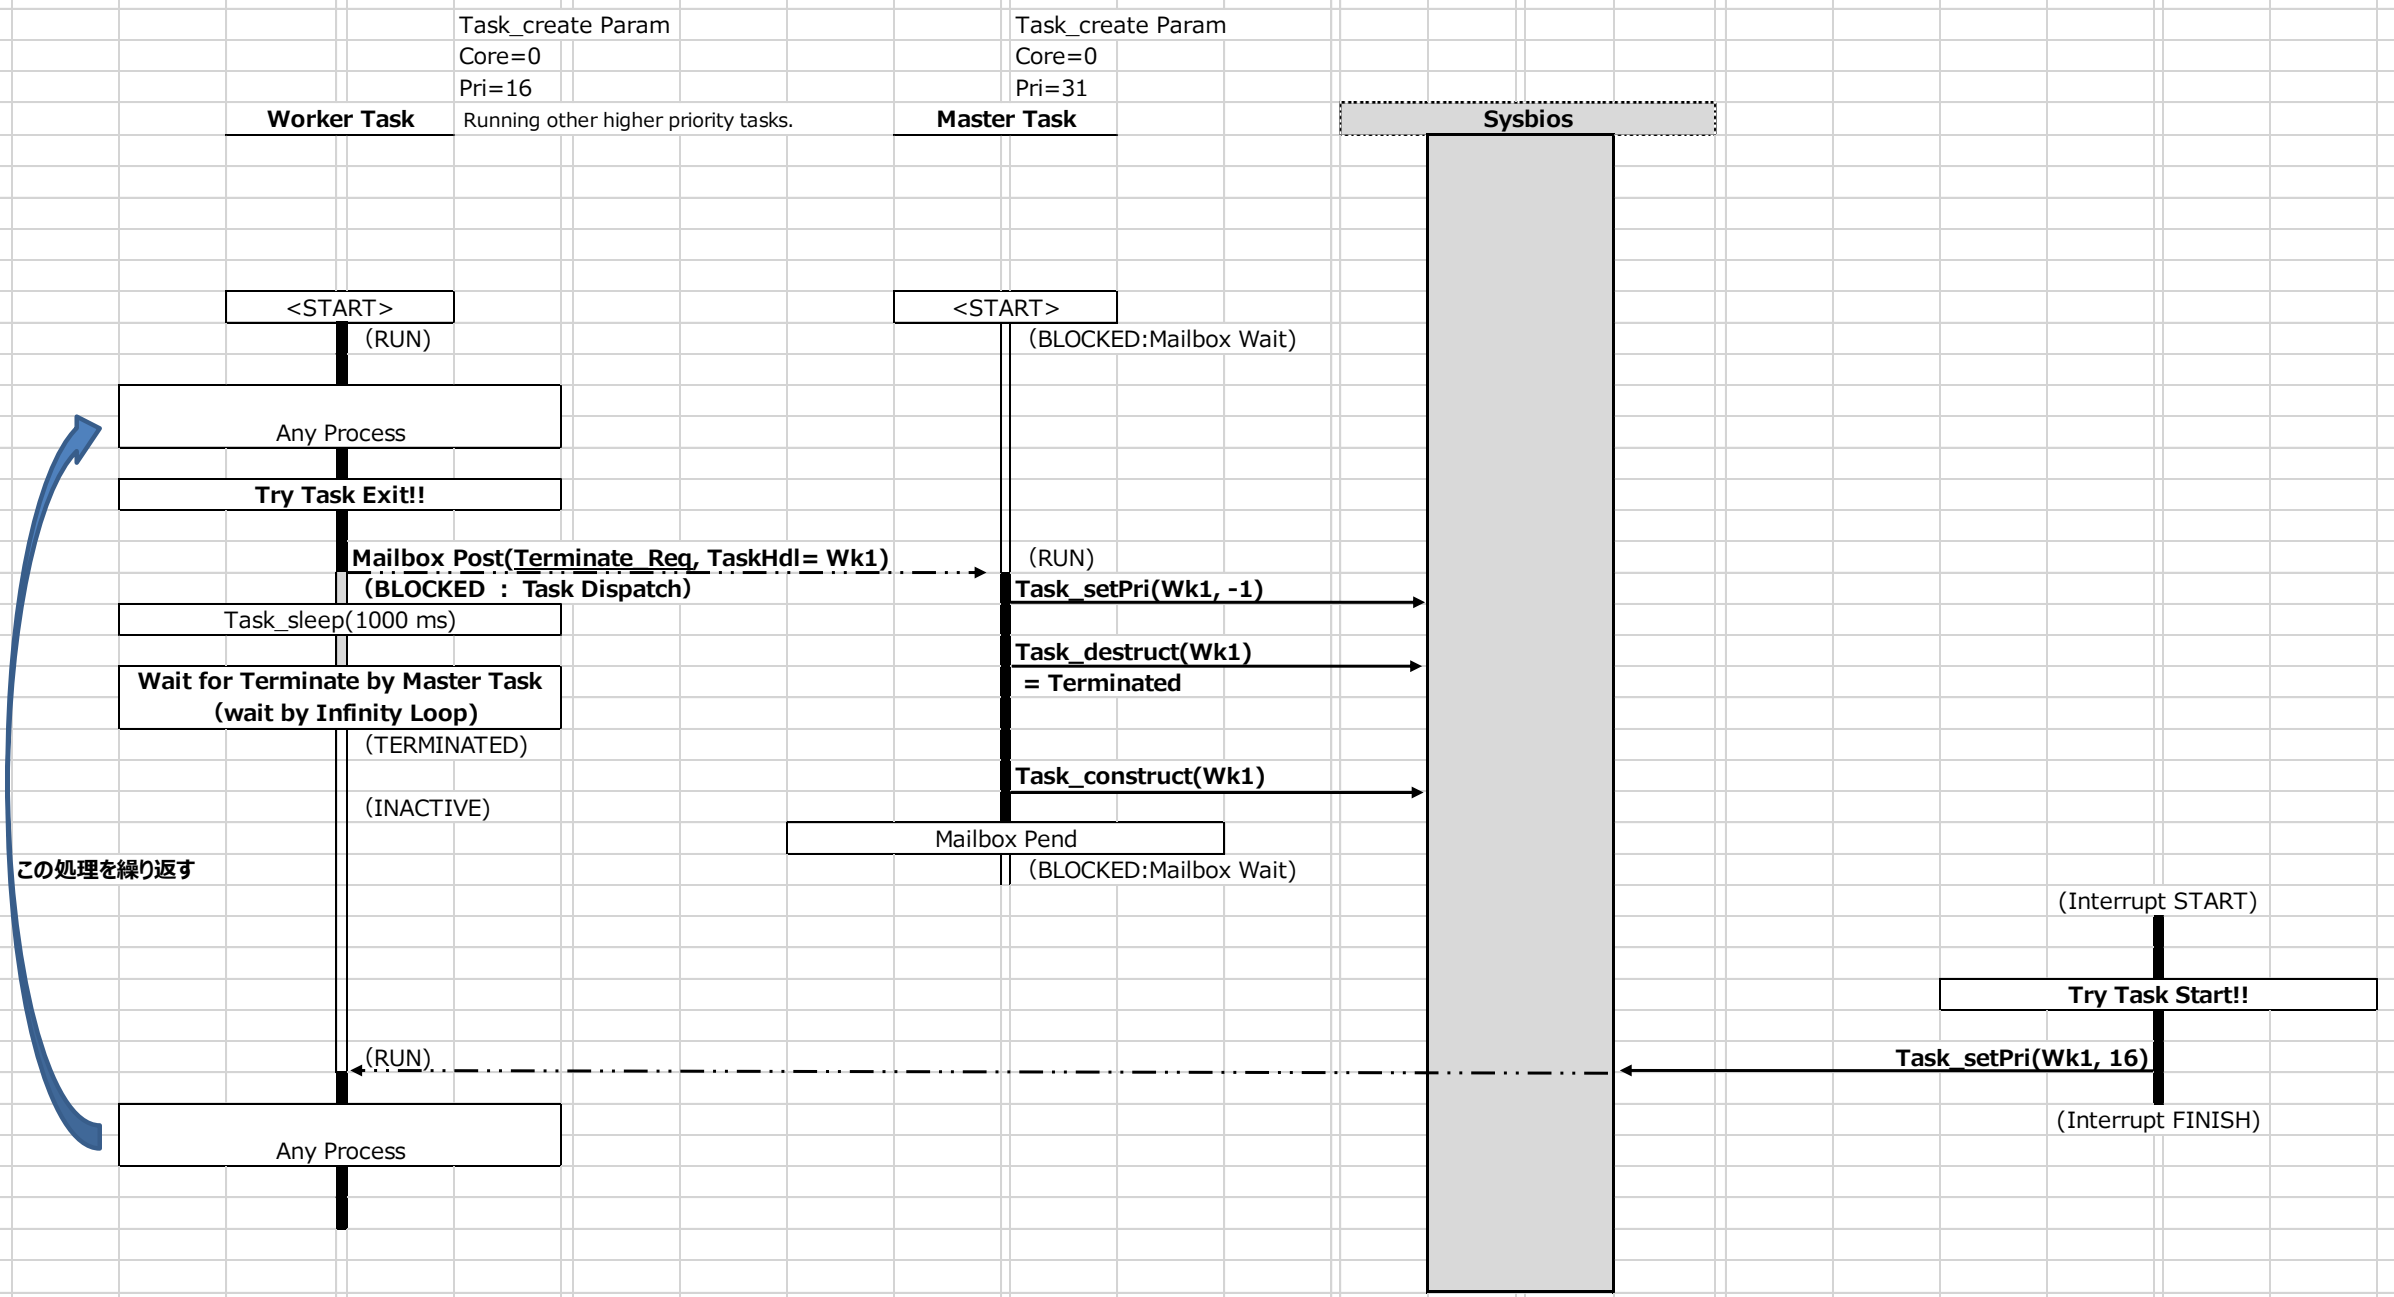 Task_create Param
Core=0
Pri=16
Task_create Param
Core=0
Pri=31
Worker Task
Running other higher priority tasks.
Master Task
Sysbios
<START>
<START>
(RUN)
(BLOCKED:Mailbox Wait)
Any Process
Try Task Exit!!
Mailbox Post(Terminate_Req, TaskHdl= Wk1)
(RUN)
(BLOCKED : Task Dispatch)
Task_setPri(Wk1, -1)
Task_sleep(1000 ms)
Task_destruct(Wk1)
= Terminated
Wait for Terminate by Master Task
(wait by Infinity Loop)
(TERMINATED)
Task_construct(Wk1)
(INACTIVE)
Mailbox Pend
この処理を繰り返す
(BLOCKED:Mailbox Wait)
(Interrupt START)
Try Task Start!!
(RUN)
Task_setPri(Wk1, 16)
(Interrupt FINISH)
Any Process